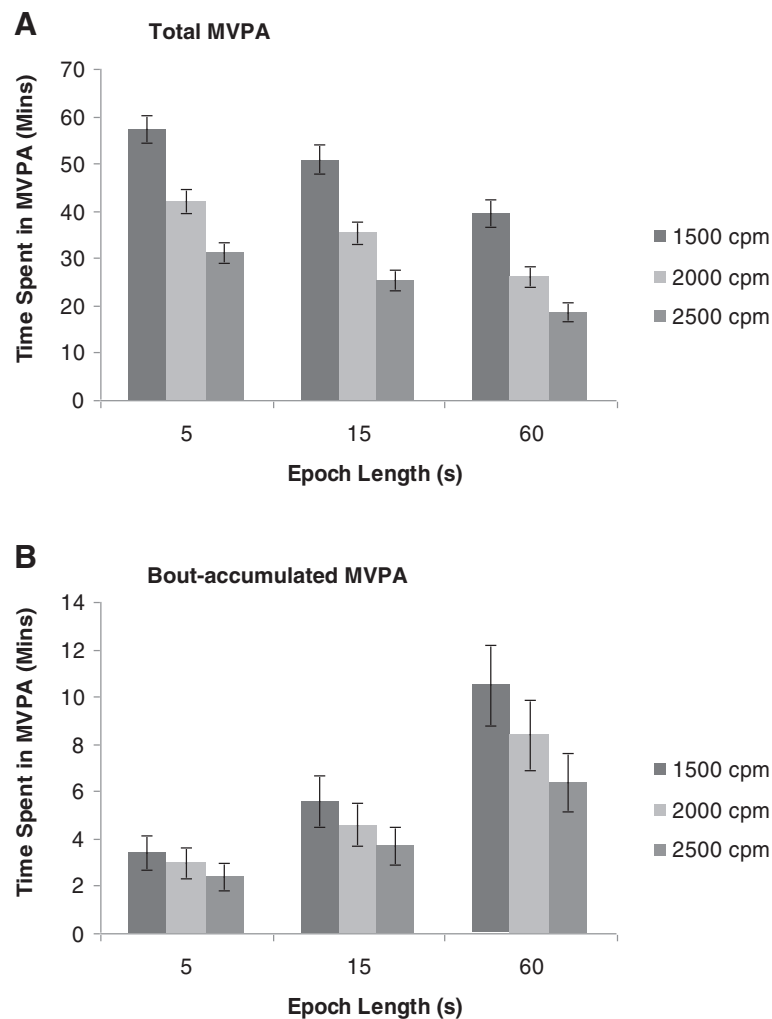 A
Total MVPA
Time Spent in MVPA (Mins)
70
60
50
40
30
20
10
0
5 15 60
Epoch Length (s)
1500 cpm
2000 cpm
2500 cpm
B
Bout-accumulated MVPA
Time Spent in MVPA (Mins)
14
12
10
8
6
4
2
0
5 15 60
Epoch Length (s)
1500 cpm
2000 cpm
2500 cpm